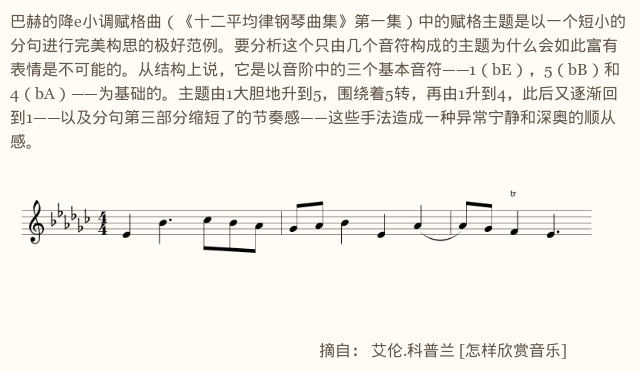 巴赫的降e小调赋格曲（《十二平均律钢琴曲集》第一集）中的赋格主题是以一个短小的
分句进行完美构思的极好范例。要分析这个只由几个音符构成的主题为什么会如此富有
表情是不可能的。从结构上说，它是以音阶中的三个基本音符——1（bE），5（bB）和
4（bA）——为基础的。主题由1大胆地升到5，围绕着5转，再由1升到4，此后又逐渐回
到1——以及分句第三部分缩短了的节奏感——这些手法造成一种异常宁静和深奥的顺从
感。
tr
4
4
摘自： 艾伦.科普兰 [怎样欣赏音乐]